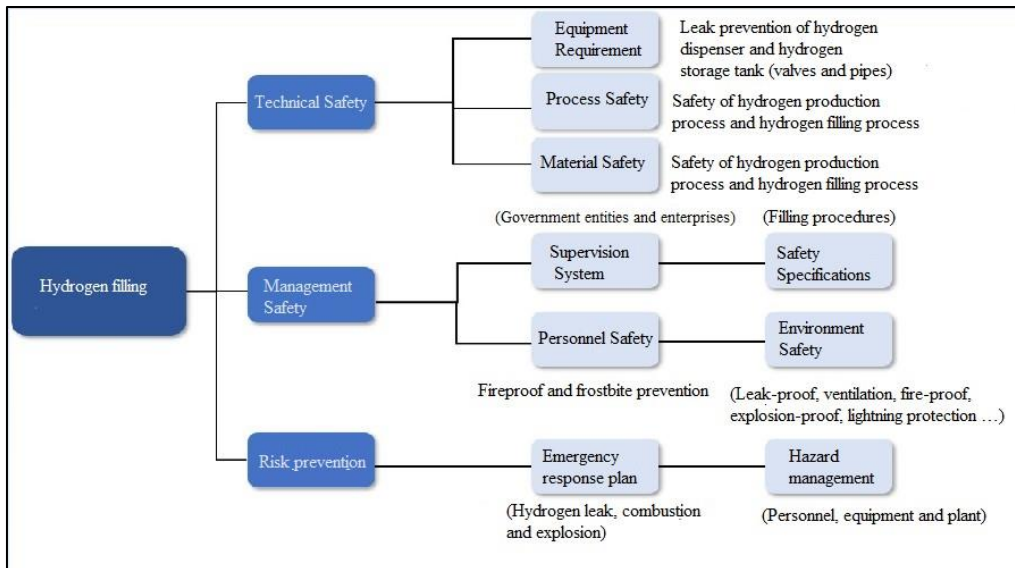 Equipment
Requirement
Leak prevention of hydrogen
dispenser and hydrogen
storage tank (valves and pipes)
Technical Safety
Process Safety
Safety of hydrogen production
process and hydrogen filling process
Material Safety
Safety of hydrogen production
process and hydrogen filling process
(Government entities and enterprises)
(Filling procedures)
Hydrogen filling
Management
Safety
Supervision
System
Safety
Specifications
Personnel Safety
Environment
Safety
Fireproof and frostbite prevention
(Leak-proof, ventilation, fire-proof,
explosion-proof, lightning protection …)
Risk prevention
Emergency
response plan
Hazard
management
(Hydrogen leak, combustion
and explosion)
(Personnel, equipment and plant)